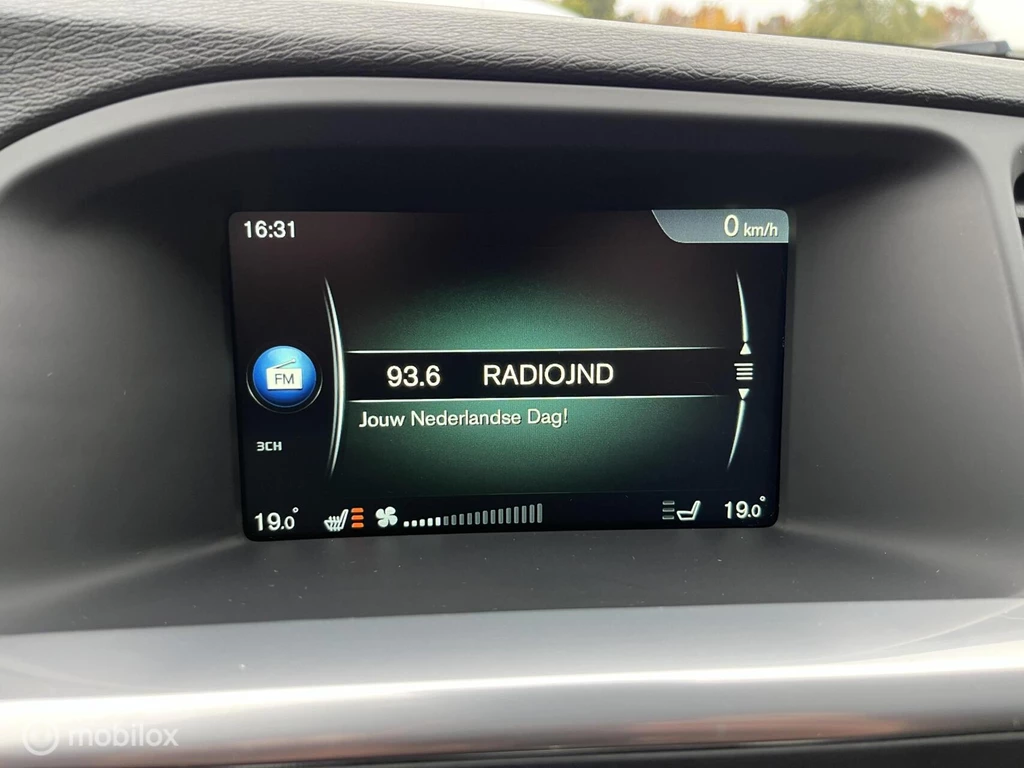 16:31
0 km/h
FM
93.6 RADIOJND
Jouw Nederlandse Dag!
3CH
19.0° 19.0°
mobilox